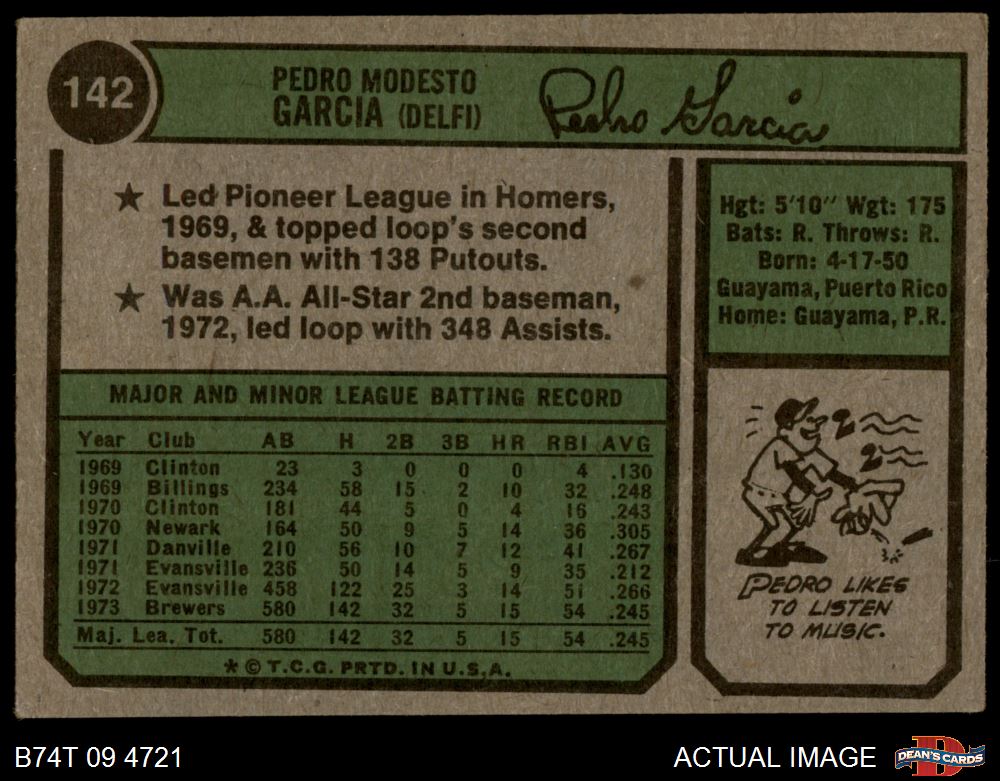 142
PEDRO MODESTO
GARCIA (DELFI)
Pedro Garcia
★ Led Pioneer League in Homers,
1969, & topped loop's second
basemen with 138 Putouts.
★ Was A.A. All-Star 2nd baseman,
1972, led loop with 348 Assists.
Hgt: 5'10" Wgt: 175
Bats: R. Throws: R.
Born: 4-17-50
Guayama, Puerto Rico
Home: Guayama, P.R.
MAJOR AND MINOR LEAGUE BATTING RECORD
Year Club AB H 2B 3B HR RBI AVG
1969 Clinton 23 3 0 0 0 4 .130
1969 Billings 234 58 15 2 10 32 .248
1970 Clinton 181 44 5 0 4 16 .243
1970 Newark 164 50 9 5 14 36 .305
1971 Danville 210 56 10 7 12 41 .267
1971 Evansville 236 50 14 5 9 35 .212
1972 Evansville 458 122 25 3 14 51 .266
1973 Brewers 580 142 32 5 15 54 .245
Maj. Lea. Tot. 580 142 32 5 15 54 .245
* © T.C.G. PRTD. IN U.S.A.
PEDRO LIKES
TO LISTEN
TO MUSIC.
B74T 09 4721
ACTUAL IMAGE
DEAN'S CARDS